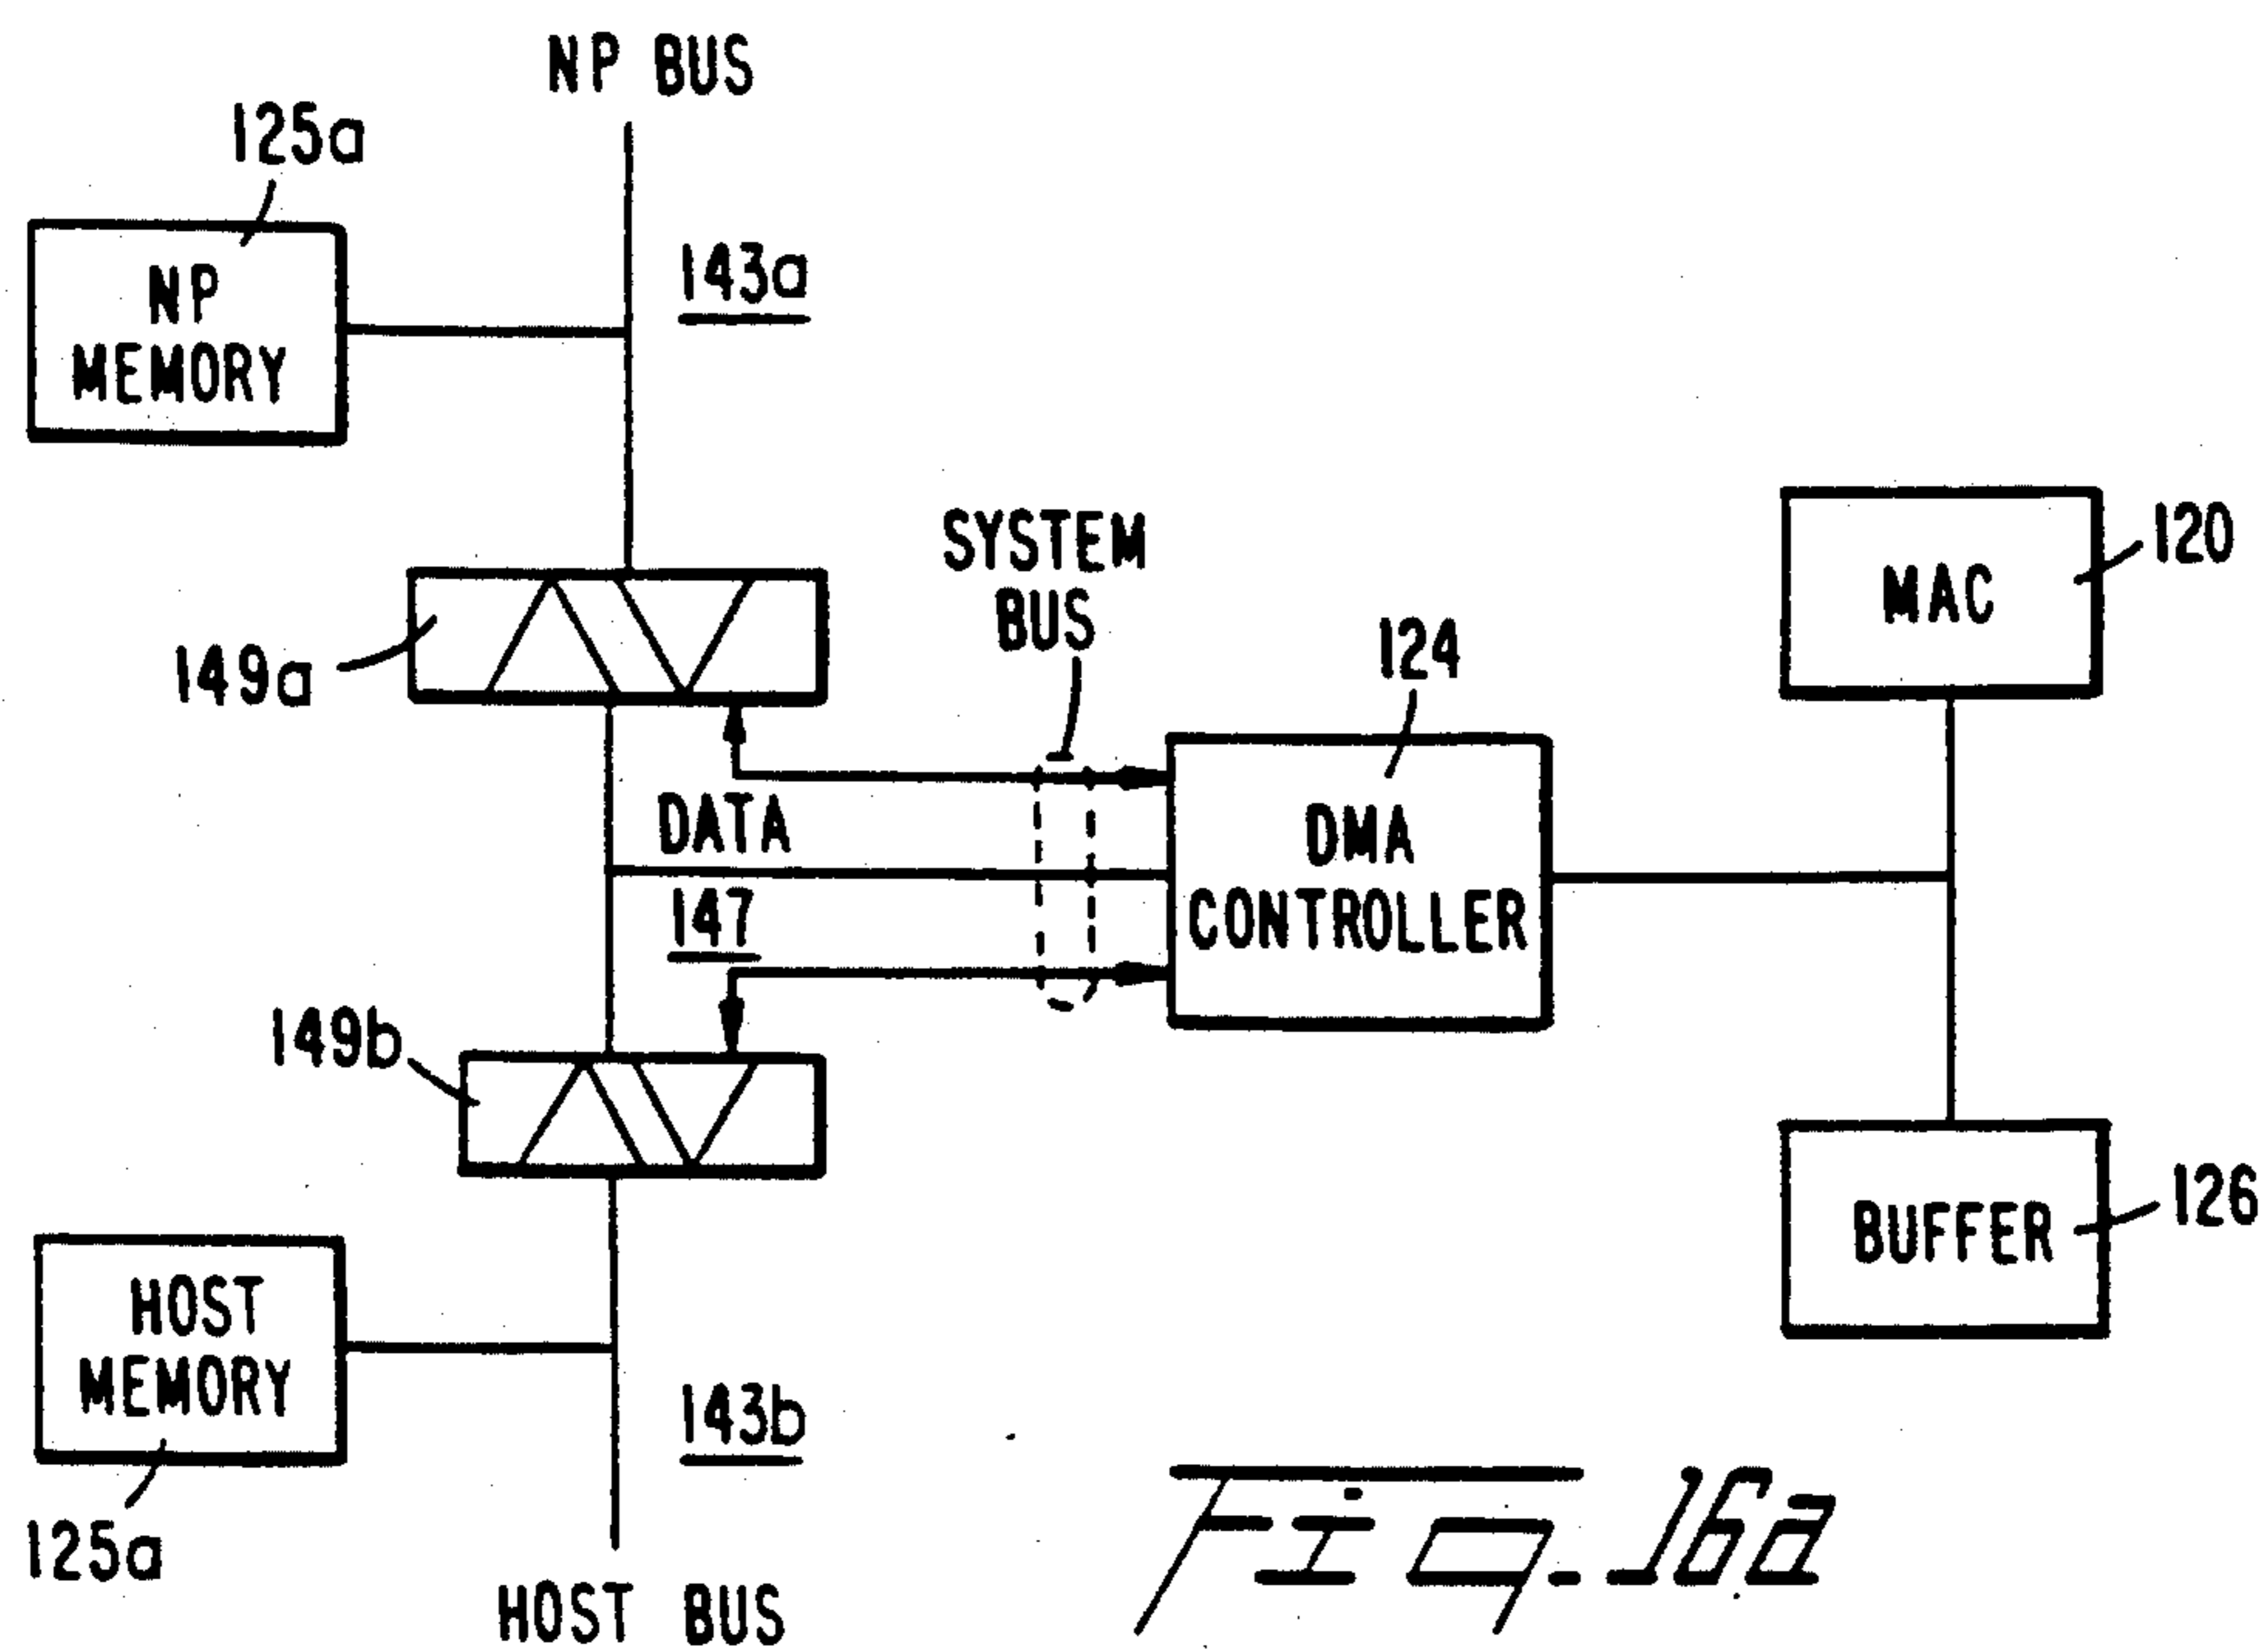 NP BUS
125a
NP
MEMORY
143a
149a
SYSTEM
BUS
124
MAC
120
DATA
DMA
CONTROLLER
147
149b
BUFFER
126
HOST
MEMORY
143b
125a
HOST BUS
Fig. 16a